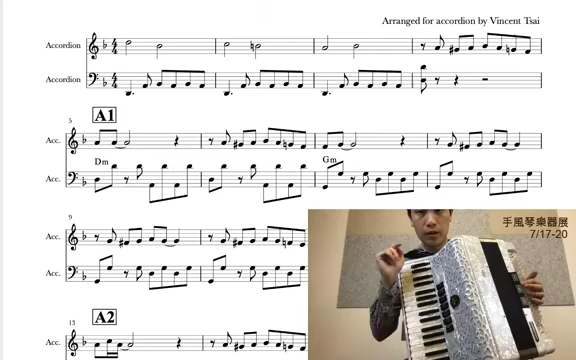 Arranged for accordion by Vincent Tsai
Accordion
Accordion
5
A1
Acc.
Dm
Gm
Acc.
9
Acc.
手風琴樂器展
7/17-20
Acc.
13
A2
Acc.